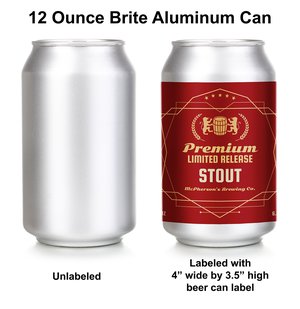 12 Ounce Brite Aluminum Can
Premium
LIMITED RELEASE
STOUT
McPherson's Brewing Co.
Unlabeled
Labeled with
4” wide by 3.5” high
beer can label